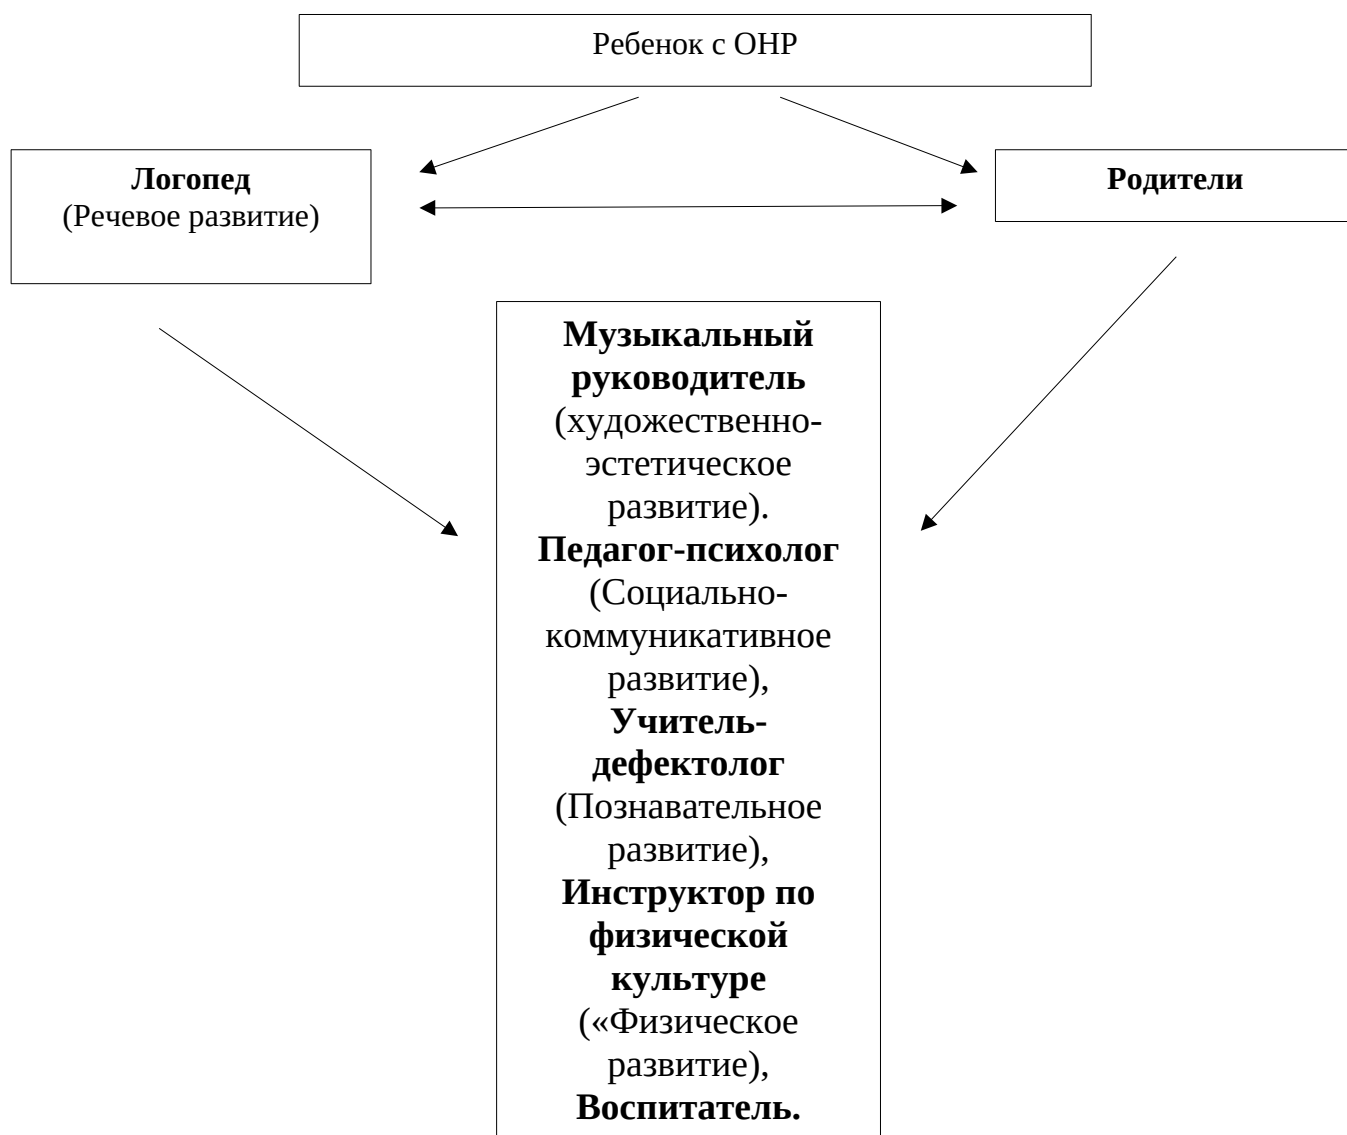 Ребенок с ОНР
Логопед
(Речевое развитие)
Родители
Музыкальный
руководитель
(художественно-
эстетическое
развитие).
Педагог-психолог
(Социально-
коммуникативное
развитие),
Учитель-
дефектолог
(Познавательное
развитие),
Инструктор по
физической
культуре
(«Физическое
развитие),
Воспитатель.